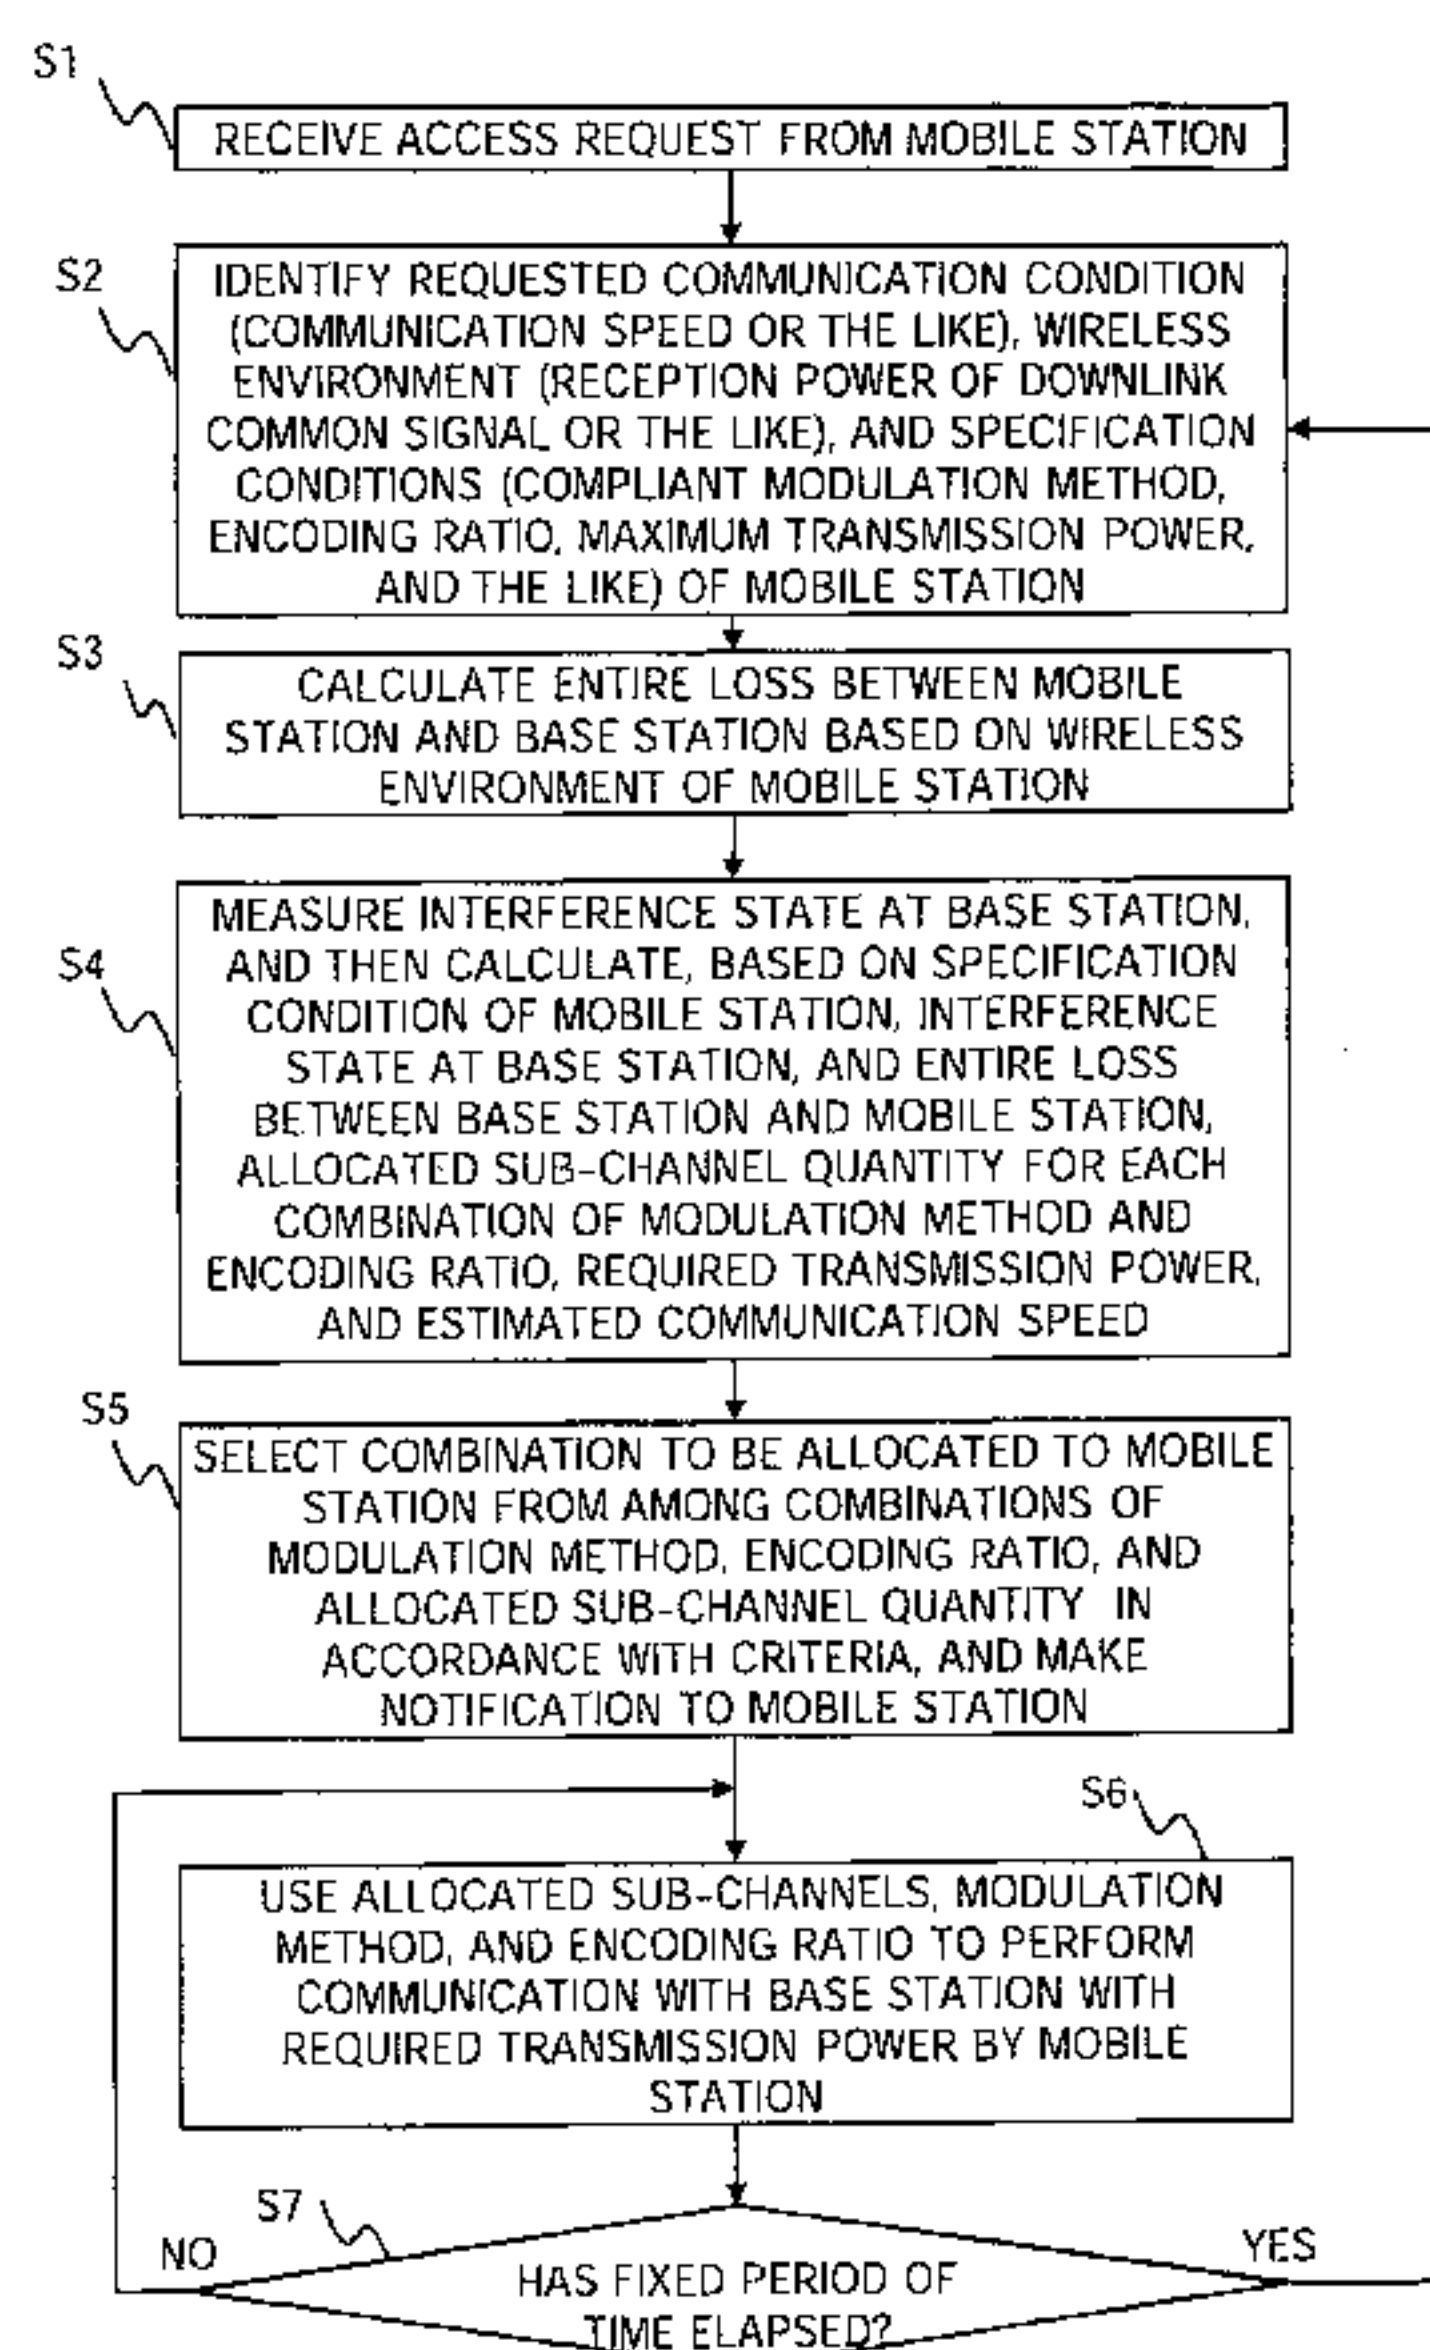 S1
RECEIVE ACCESS REQUEST FROM MOBILE STATION
S2
IDENTIFY REQUESTED COMMUNICATION CONDITION
(COMMUNICATION SPEED OR THE LIKE), WIRELESS
ENVIRONMENT (RECEPTION POWER OF DOWNLINK
COMMON SIGNAL OR THE LIKE), AND SPECIFICATION
CONDITIONS (COMPLIANT MODULATION METHOD,
ENCODING RATIO, MAXIMUM TRANSMISSION POWER,
AND THE LIKE) OF MOBILE STATION
S3
CALCULATE ENTIRE LOSS BETWEEN MOBILE
STATION AND BASE STATION BASED ON WIRELESS
ENVIRONMENT OF MOBILE STATION
S4
MEASURE INTERFERENCE STATE AT BASE STATION,
AND THEN CALCULATE, BASED ON SPECIFICATION
CONDITION OF MOBILE STATION, INTERFERENCE
STATE AT BASE STATION, AND ENTIRE LOSS
BETWEEN BASE STATION AND MOBILE STATION,
ALLOCATED SUB-CHANNEL QUANTITY FOR EACH
COMBINATION OF MODULATION METHOD AND
ENCODING RATIO, REQUIRED TRANSMISSION POWER,
AND ESTIMATED COMMUNICATION SPEED
S5
SELECT COMBINATION TO BE ALLOCATED TO MOBILE
STATION FROM AMONG COMBINATIONS OF
MODULATION METHOD, ENCODING RATIO, AND
ALLOCATED SUB-CHANNEL QUANTITY IN
ACCORDANCE WITH CRITERIA, AND MAKE
NOTIFICATION TO MOBILE STATION
S6
USE ALLOCATED SUB-CHANNELS, MODULATION
METHOD, AND ENCODING RATIO TO PERFORM
COMMUNICATION WITH BASE STATION WITH
REQUIRED TRANSMISSION POWER BY MOBILE
STATION
S7
NO
YES
HAS FIXED PERIOD OF
TIME ELAPSED?